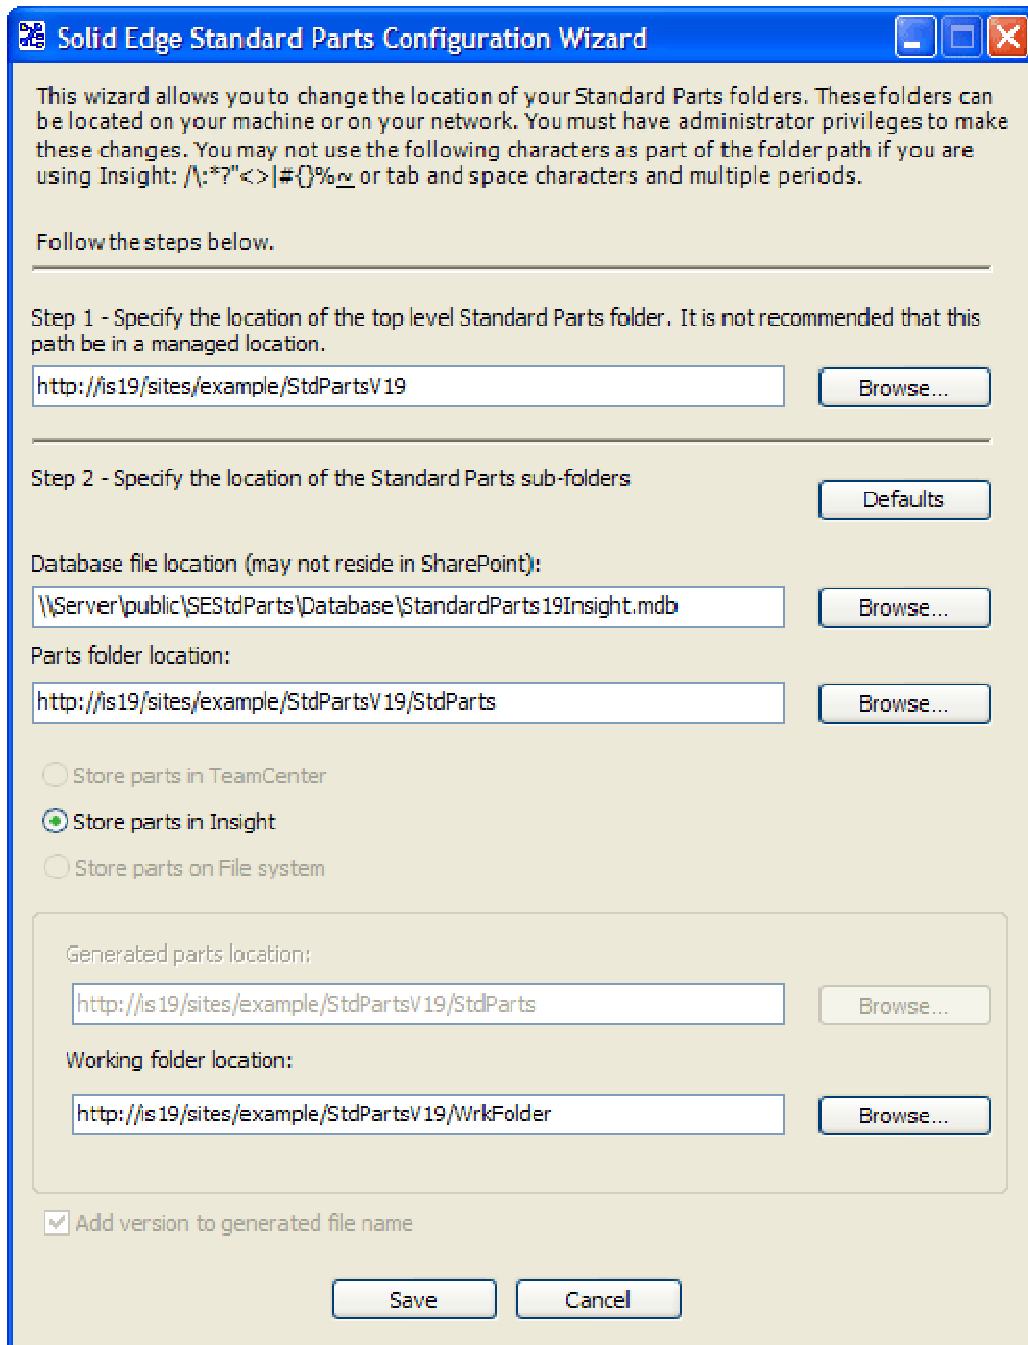 Solid Edge Standard Parts Configuration Wizard
This wizard allows you to change the location of your Standard Parts folders. These folders can
be located on your machine or on your network. You must have administrator privileges to make
these changes. You may not use the following characters as part of the folder path if you are
using Insight: /\:*?"<>|#{}%~ or tab and space characters and multiple periods.
Follow the steps below.
Step 1 - Specify the location of the top level Standard Parts folder. It is not recommended that this
path be in a managed location.
http://is19/sites/example/StdPartsV19
Browse...
Step 2 - Specify the location of the Standard Parts sub-folders
Defaults
Database file location (may not reside in SharePoint):
\\Server\public\SEStdParts\Database\StandardParts19Insight.mdb
Browse...
Parts folder location:
http://is19/sites/example/StdPartsV19/StdParts
Browse...
Store parts in TeamCenter
Store parts in Insight
Store parts on File system
Generated parts location:
http://is19/sites/example/StdPartsV19/StdParts
Browse...
Working folder location:
http://is19/sites/example/StdPartsV19/WrkFolder
Browse...
Add version to generated file name
Save
Cancel